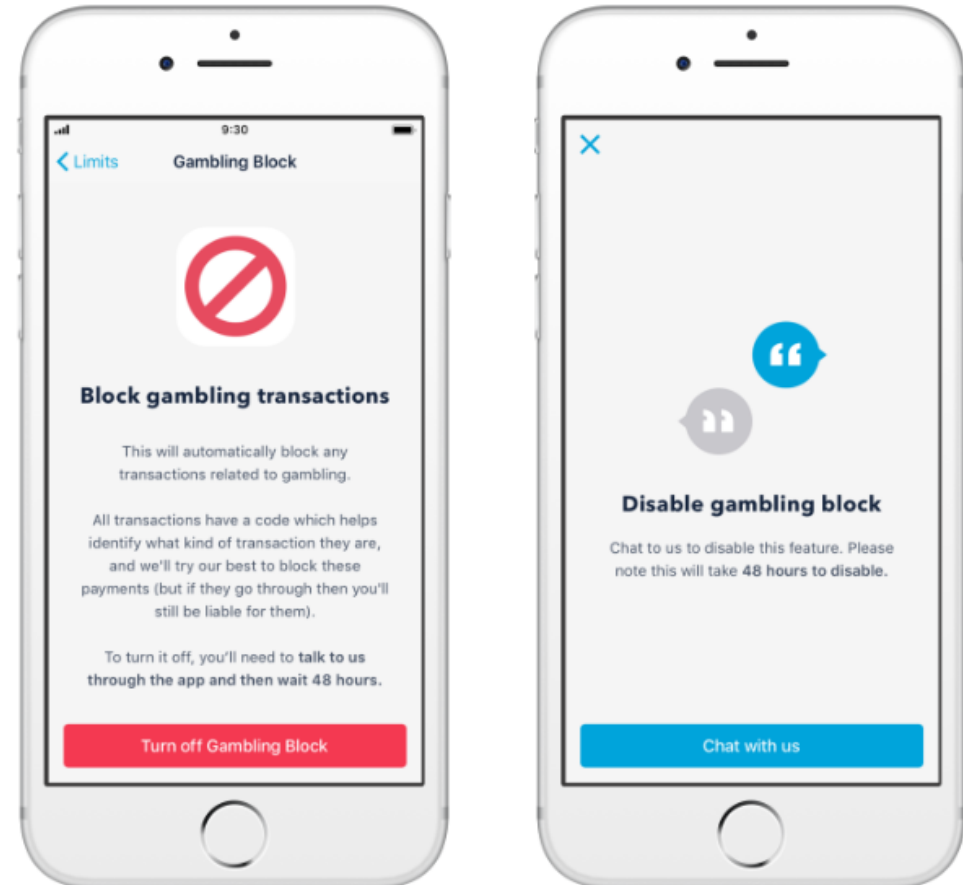 9:30
Limits
Gambling Block
Block gambling transactions
This will automatically block any
transactions related to gambling.
All transactions have a code which helps
identify what kind of transaction they are,
and we'll try our best to block these
payments (but if they go through then you'll
still be liable for them).
To turn it off, you'll need to talk to us
through the app and then wait 48 hours.
Turn off Gambling Block
Disable gambling block
Chat to us to disable this feature. Please
note this will take 48 hours to disable.
Chat with us